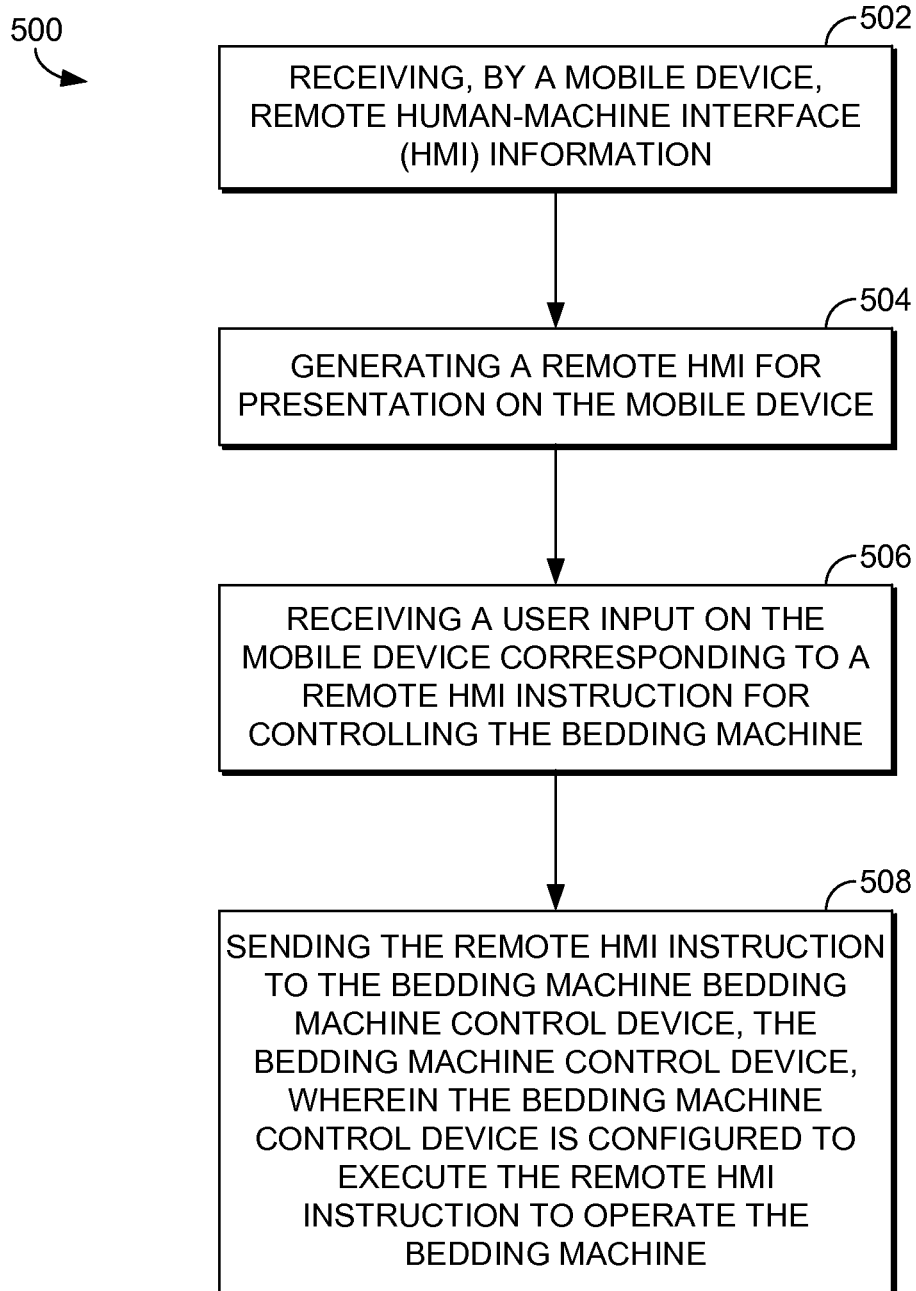 500
502
RECEIVING, BY A MOBILE DEVICE,
REMOTE HUMAN-MACHINE INTERFACE
(HMI) INFORMATION
504
GENERATING A REMOTE HMI FOR
PRESENTATION ON THE MOBILE DEVICE
506
RECEIVING A USER INPUT ON THE
MOBILE DEVICE CORRESPONDING TO A
REMOTE HMI INSTRUCTION FOR
CONTROLLING THE BEDDING MACHINE
508
SENDING THE REMOTE HMI INSTRUCTION
TO THE BEDDING MACHINE BEDDING
MACHINE CONTROL DEVICE, THE
BEDDING MACHINE CONTROL DEVICE,
WHEREIN THE BEDDING MACHINE
CONTROL DEVICE IS CONFIGURED TO
EXECUTE THE REMOTE HMI
INSTRUCTION TO OPERATE THE
BEDDING MACHINE